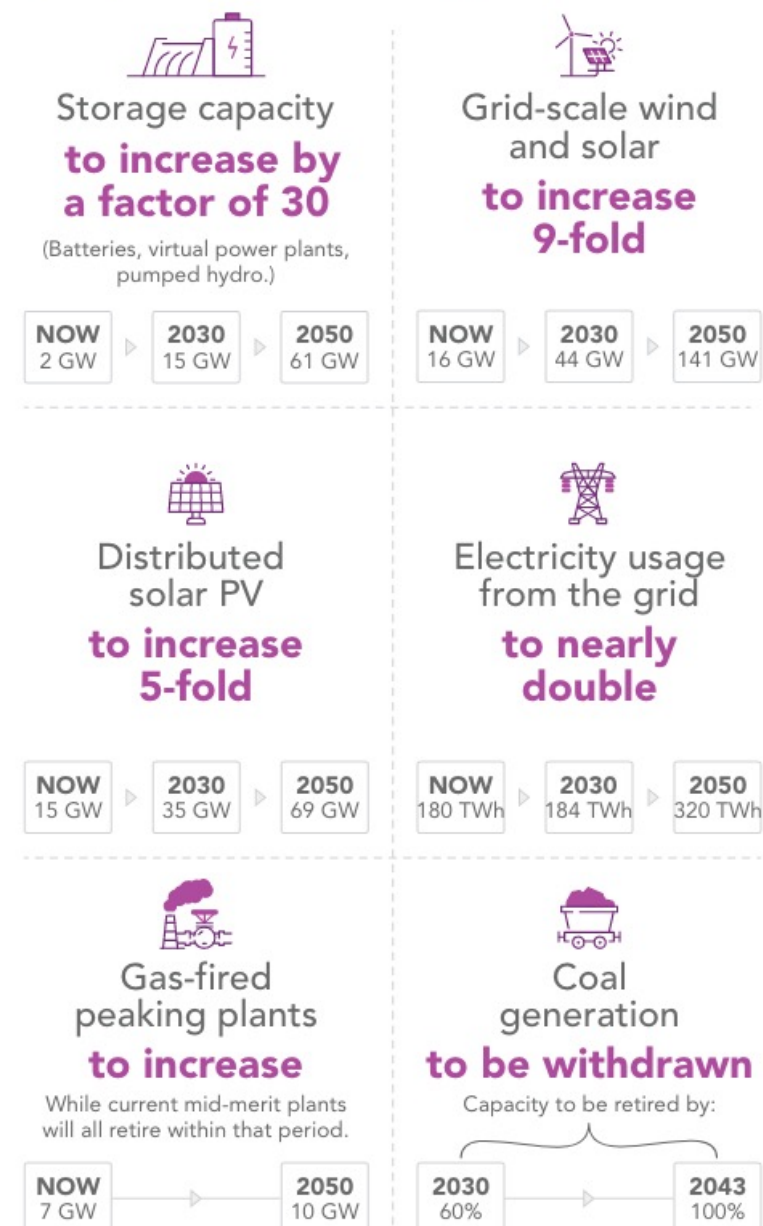 Storage capacity
to increase by
a factor of 30
(Batteries, virtual power plants,
pumped hydro.)
NOW
2 GW
2030
15 GW
2050
61 GW
Grid-scale wind
and solar
to increase
9-fold
NOW
16 GW
2030
44 GW
2050
141 GW
Distributed
solar PV
to increase
5-fold
NOW
15 GW
2030
35 GW
2050
69 GW
Electricity usage
from the grid
to nearly
double
NOW
180 TWh
2030
184 TWh
2050
320 TWh
Gas-fired
peaking plants
to increase
While current mid-merit plants
will all retire within that period.
NOW
7 GW
2050
10 GW
Coal
generation
to be withdrawn
Capacity to be retired by:
2030
60%
2043
100%